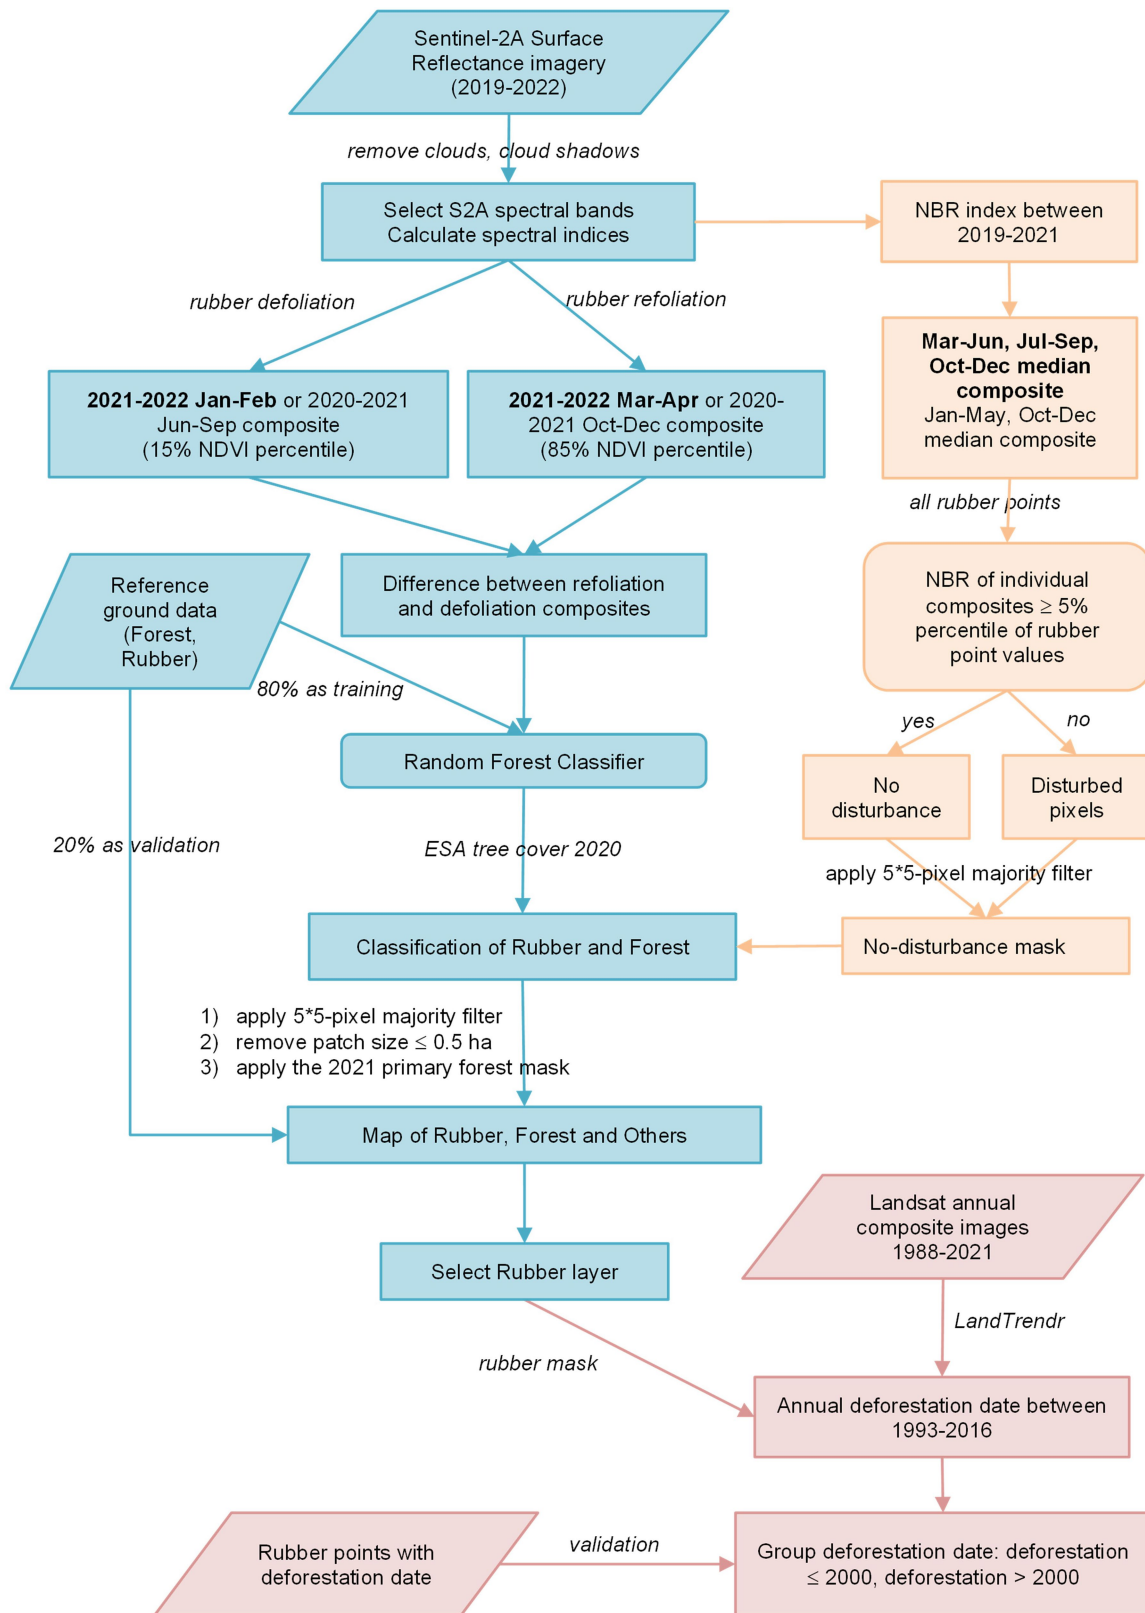 Sentinel-2A Surface
Reflectance imagery
(2019-2022)
remove clouds, cloud shadows
Select S2A spectral bands
Calculate spectral indices
NBR index between
2019-2021
rubber defoliation
rubber refoliation
Mar-Jun, Jul-Sep,
Oct-Dec median
composite
Jan-May, Oct-Dec
median composite
2021-2022 Jan-Feb or 2020-2021
Jun-Sep composite
(15% NDVI percentile)
2021-2022 Mar-Apr or 2020-
2021 Oct-Dec composite
(85% NDVI percentile)
all rubber points
Reference
ground data
(Forest,
Rubber)
Difference between refoliation
and defoliation composites
NBR of individual
composites ≥ 5%
percentile of rubber
point values
80% as training
yes
no
Random Forest Classifier
No
disturbance
Disturbed
pixels
20% as validation
ESA tree cover 2020
apply 5*5-pixel majority filter
Classification of Rubber and Forest
No-disturbance mask
1) apply 5*5-pixel majority filter
2) remove patch size ≤ 0.5 ha
3) apply the 2021 primary forest mask
Map of Rubber, Forest and Others
Landsat annual
composite images
1988-2021
Select Rubber layer
LandTrendr
rubber mask
Annual deforestation date between
1993-2016
Rubber points with
deforestation date
validation
Group deforestation date: deforestation
≤ 2000, deforestation > 2000